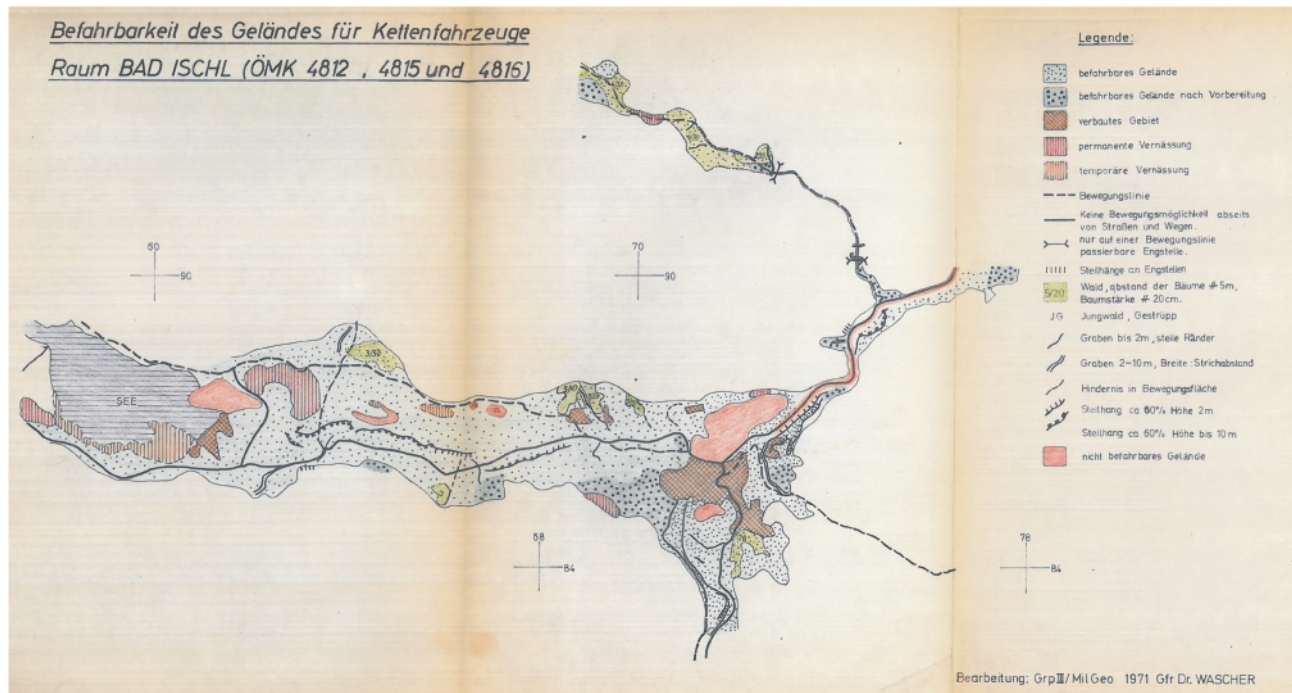 Befahrbarkeit des Geländes für Kettenfahrzeuge
Raum BAD ISCHL (ÖMK 4812 , 4815 und 4816)
Legende:
befahrbares Gelände
befahrbares Gelände nach Vorbereitung
verbautes Gebiet
permanente Vernässung
temporäre Vernässung
Bewegungslinie
Keine Bewegungsmöglichkeit abseits
von Straßen und Wegen.
nur auf einer Bewegungslinie
passierbare Engstelle.
Steilhänge an Engstellen
5/20
Wald, abstand der Bäume # 5m,
Baumstärke # 20cm.
JG
Jungwald, Gestrüpp
Graben bis 2m, steile Ränder
Graben 2-10m, Breite: Strichabstand
Hindernis in Bewegungsfläche
Steilhang ca 60% Höhe 2m
Steilhang ca. 60% Höhe bis 10m
nicht befahrbares Gelände
50
90
70
90
SEE
58
84
78
84
Bearbeitung: Grp III/MilGeo 1971 Gfr Dr. WASCHER